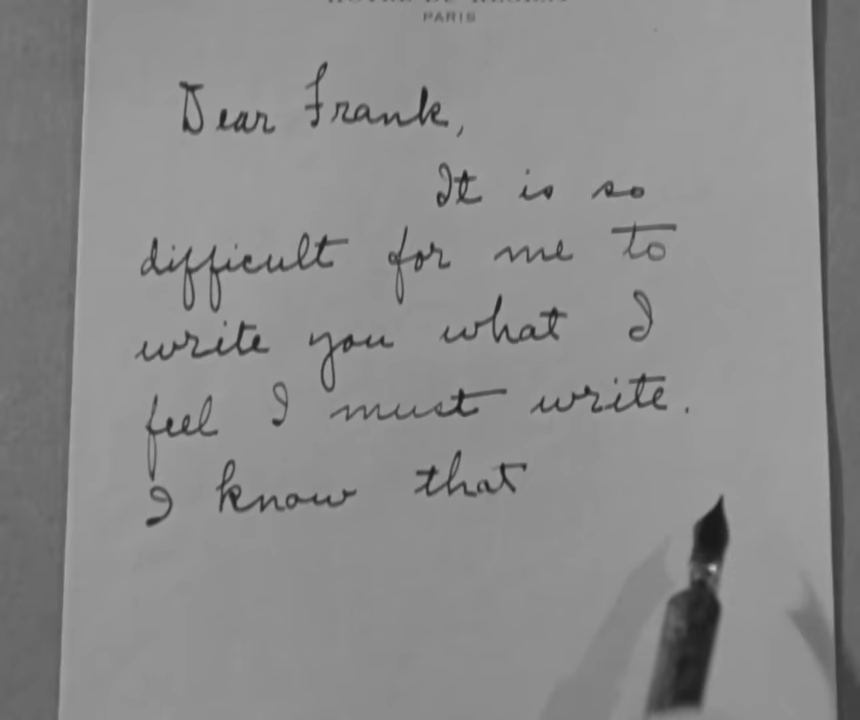 PARIS
Dear Frank,
It is so
difficult for me to
write you what I
feel I must write.
I know that